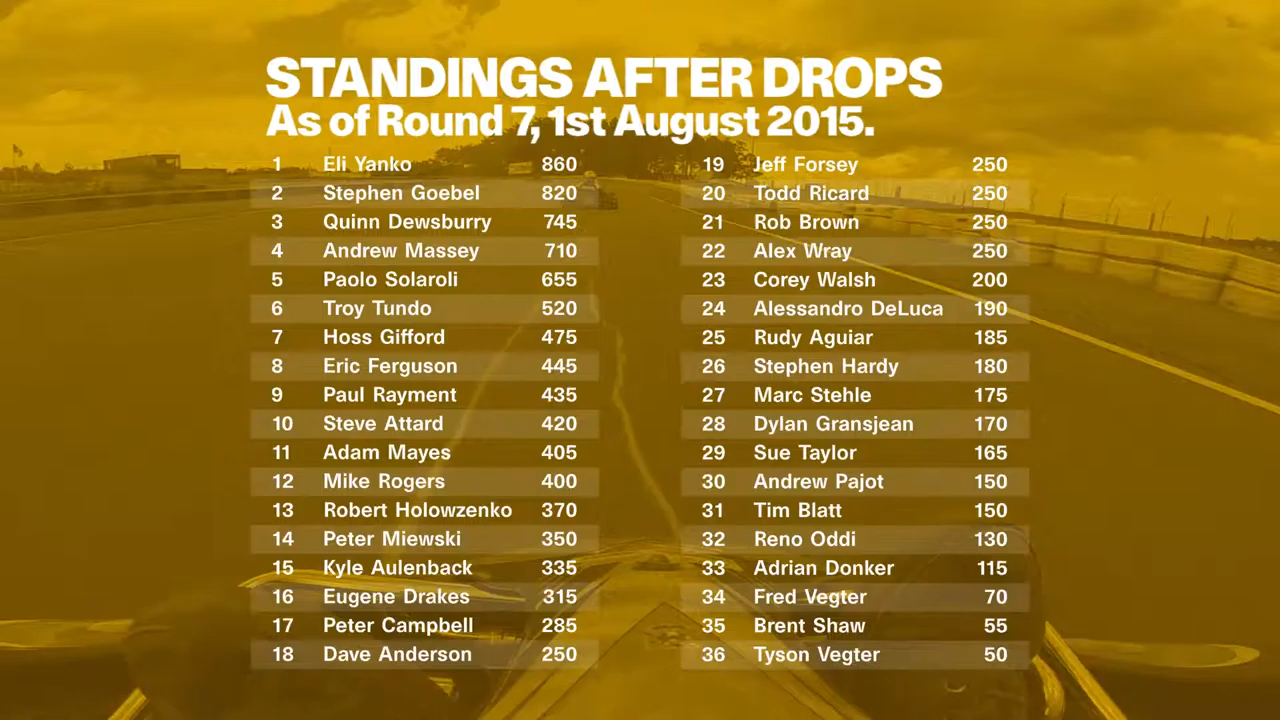 STANDINGS AFTER DROPS
As of Round 7, 1st August 2015.
1 Eli Yanko 860
2 Stephen Goebel 820
3 Quinn Dewsburry 745
4 Andrew Massey 710
5 Paolo Solaroli 655
6 Troy Tundo 520
7 Hoss Gifford 475
8 Eric Ferguson 445
9 Paul Rayment 435
10 Steve Attard 420
11 Adam Mayes 405
12 Mike Rogers 400
13 Robert Holowzenko 370
14 Peter Miewski 350
15 Kyle Aulenback 335
16 Eugene Drakes 315
17 Peter Campbell 285
18 Dave Anderson 250
19 Jeff Forsey 250
20 Todd Ricard 250
21 Rob Brown 250
22 Alex Wray 250
23 Corey Walsh 200
24 Alessandro DeLuca 190
25 Rudy Aguiar 185
26 Stephen Hardy 180
27 Marc Stehle 175
28 Dylan Gransjean 170
29 Sue Taylor 165
30 Andrew Pajot 150
31 Tim Blatt 150
32 Reno Oddi 130
33 Adrian Donker 115
34 Fred Vegter 70
35 Brent Shaw 55
36 Tyson Vegter 50